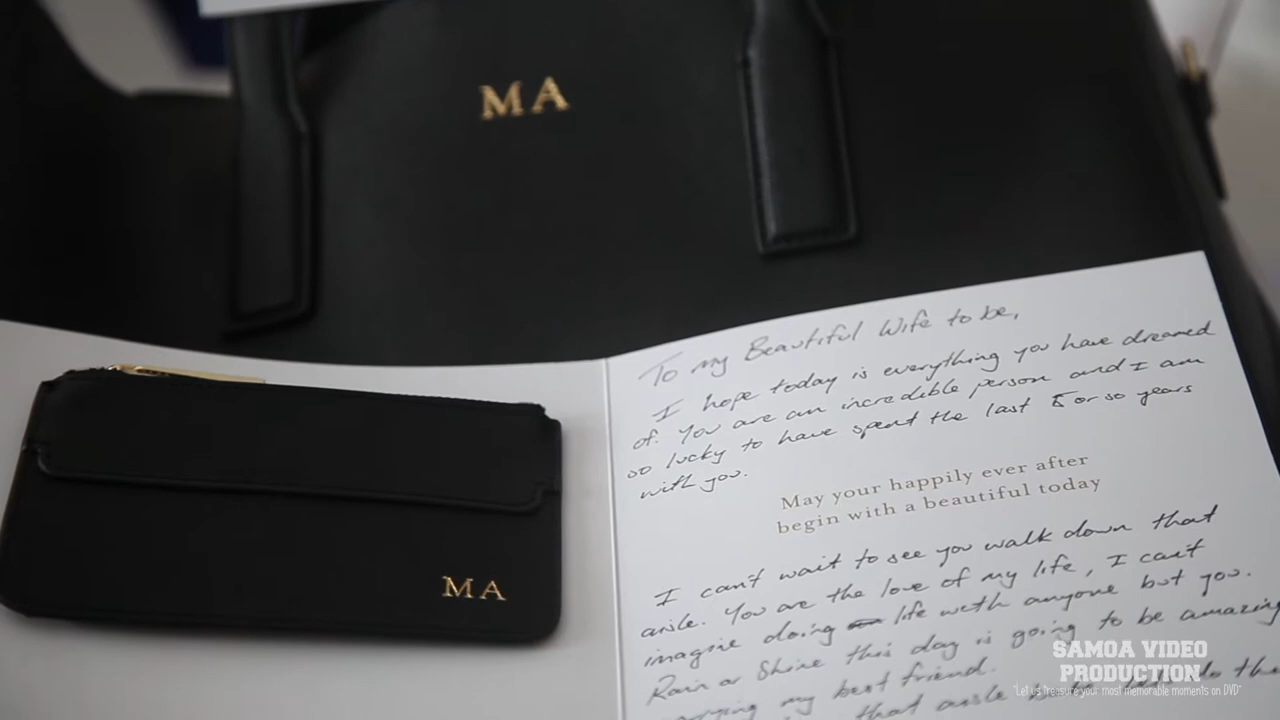 MA
MA
To my Beautiful Wife to be,
I hope today is everything you have dreamed
of. You are an incredible person and I am
so lucky to have spent the last 5 or so years
with you.
May your happily ever after
begin with a beautiful today
I can't wait to see you walk down that
aisle. You are the love of my life, I can't
imagine doing life with anyone but you.
Rain or Shine this day is going to be amazing
my best friend.
that aisle
SAMOA VIDEO
PRODUCTION
"Let us treasure your most memorable moments on DVD"